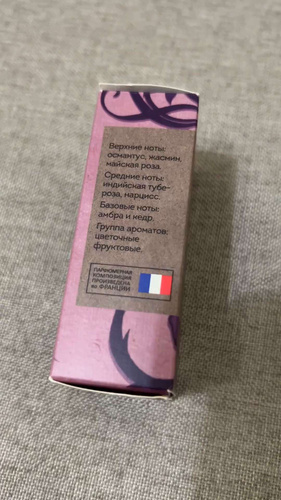 Верхние ноты:
османтус, жасмин,
майская роза.
Средние ноты:
индийская тубе-
роза, нарцисс.
Базовые ноты:
амбра и кедр.
Группа ароматов:
цветочные
фруктовые.
ПАРФЮМЕРНАЯ
КОМПОЗИЦИЯ
ПРОИЗВЕДЕНА
во ФРАНЦИИ